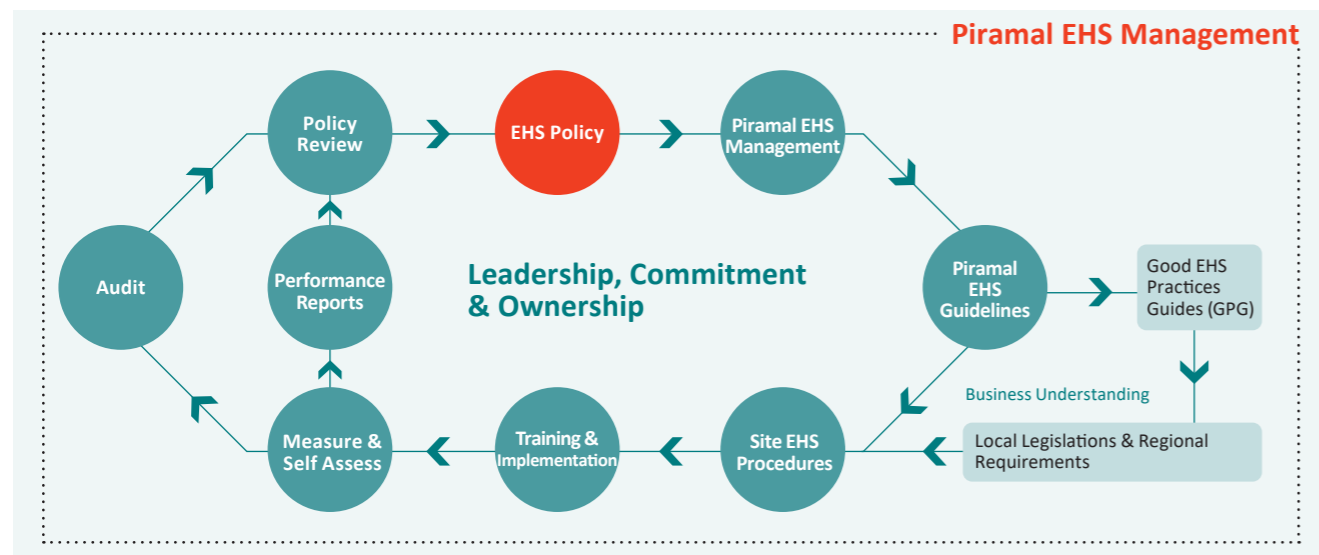 Piramal EHS Management
Policy
Review
EHS Policy
Piramal EHS
Management
Audit
Performance
Reports
Leadership, Commitment
& Ownership
Piramal
EHS
Guidelines
Good EHS
Practices
Guides (GPG)
Business Understanding
Measure &
Self Assess
Training &
Implementation
Site EHS
Procedures
Local Legislations & Regional
Requirements